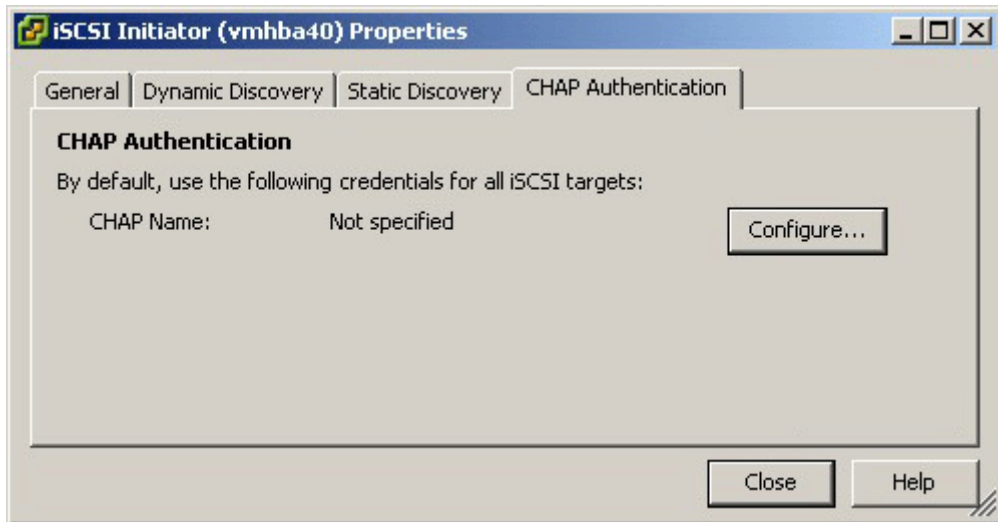 iSCSI Initiator (vmhba40) Properties
General Dynamic Discovery Static Discovery CHAP Authentication
CHAP Authentication
By default, use the following credentials for all iSCSI targets:
CHAP Name: Not specified Configure...
Close Help